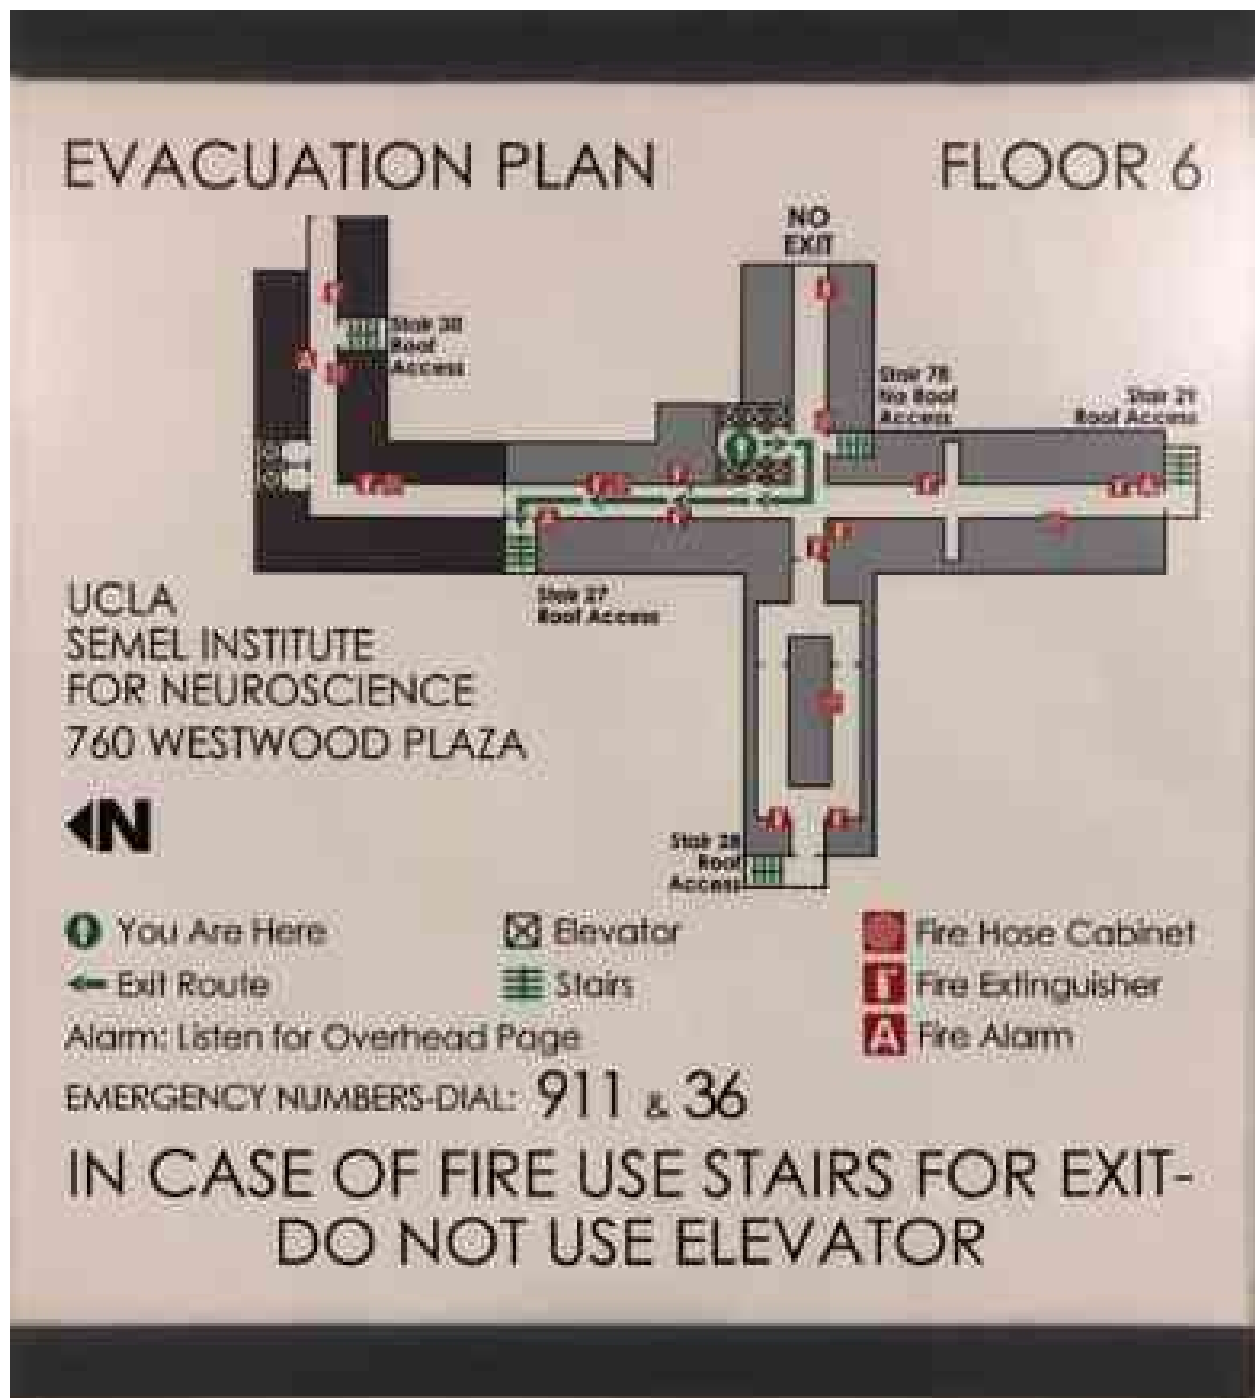 EVACUATION PLAN
FLOOR 6
NO
EXIT
Stair 30
Roof
Access
Stair 78
No Roof
Access
Stair 29
Roof Access
Stair 27
Roof Access
UCLA
SEMEL INSTITUTE
FOR NEUROSCIENCE
760 WESTWOOD PLAZA
N
Stair 28
Roof
Access
You Are Here
Elevator
Fire Hose Cabinet
Exit Route
Stairs
Fire Extinguisher
Alarm: Listen for Overhead Page
A Fire Alarm
EMERGENCY NUMBERS-DIAL: 911 & 36
IN CASE OF FIRE USE STAIRS FOR EXIT-
DO NOT USE ELEVATOR